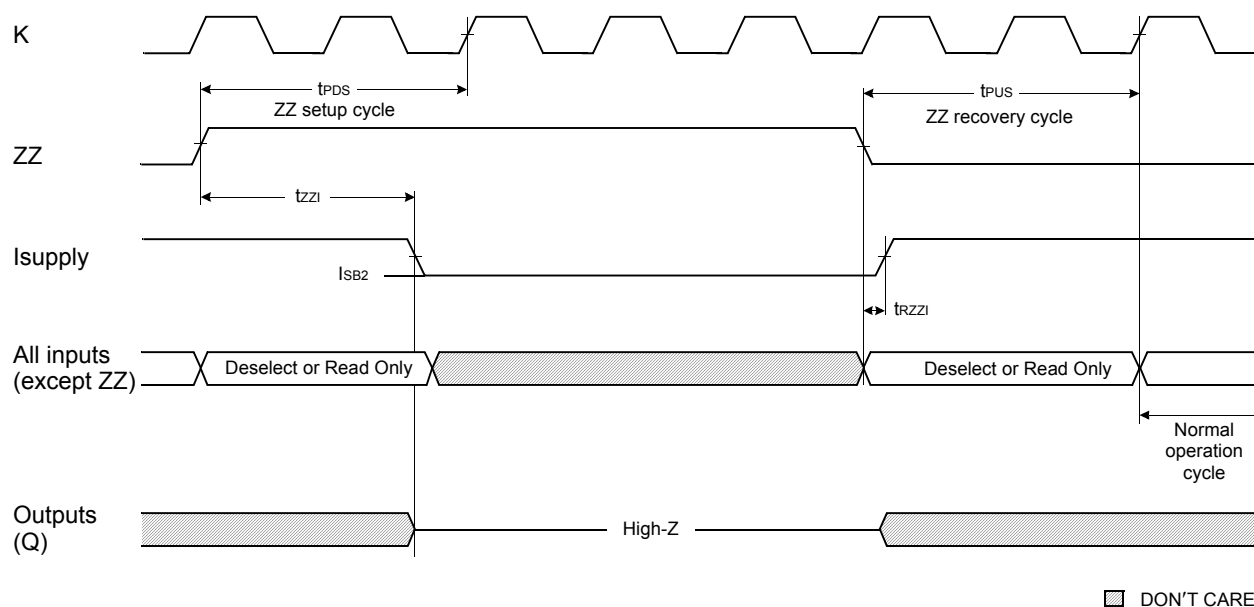 K
tPDS
ZZ setup cycle
tPUS
ZZ recovery cycle
ZZ
tZZI
Isupply
ISB2
tRZZI
All inputs
(except ZZ)
Deselect or Read Only
Deselect or Read Only
Normal
operation
cycle
Outputs
(Q)
High-Z
DON'T CARE